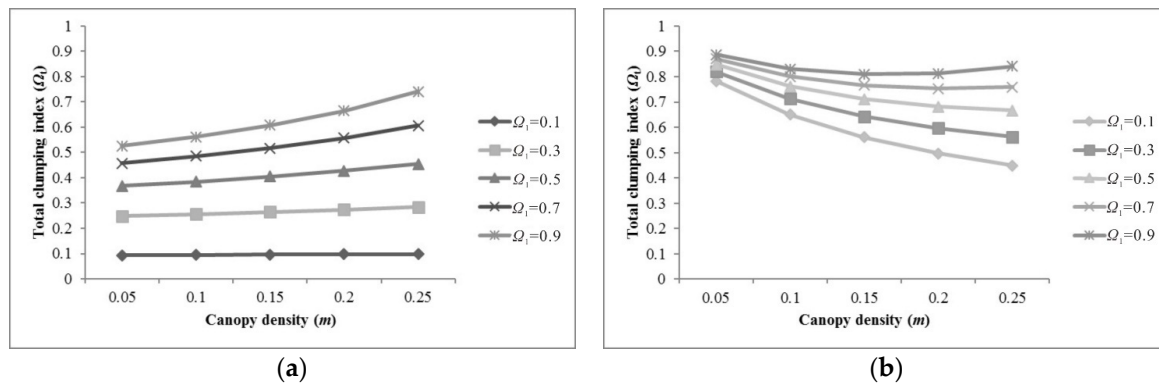 1
0.9
0.8
0.7
0.6
0.5
0.4
0.3
0.2
0.1
0
Total clumping index (Ωt)
0.05 0.1 0.15 0.2 0.25
Canopy density (m)
Ω1=0.1
Ω1=0.3
Ω1=0.5
Ω1=0.7
Ω1=0.9
(a)
1
0.9
0.8
0.7
0.6
0.5
0.4
0.3
0.2
0.1
0
Total clumping index (Ωt)
0.05 0.1 0.15 0.2 0.25
Canopy density (m)
Ω1=0.1
Ω1=0.3
Ω1=0.5
Ω1=0.7
Ω1=0.9
(b)